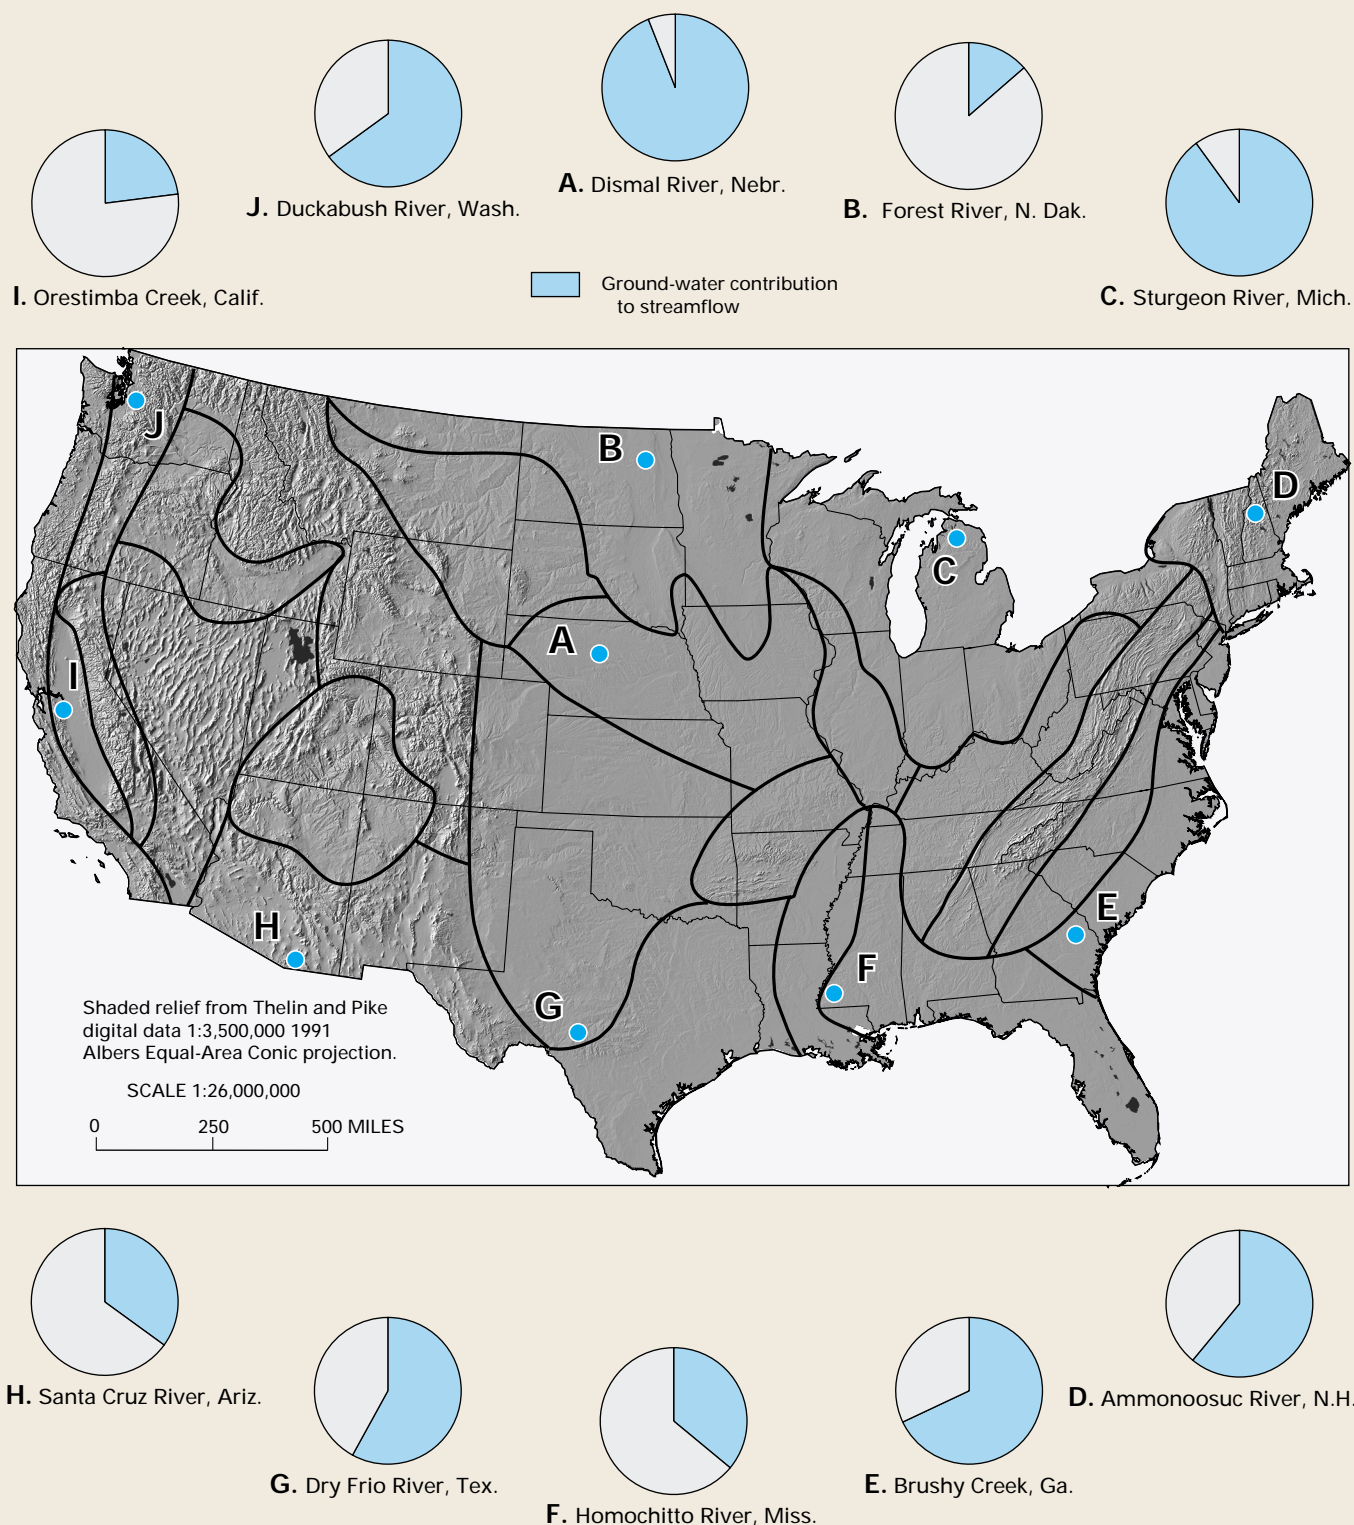 A. Dismal River, Nebr.
J. Duckabush River, Wash.
B. Forest River, N. Dak.
I. Orestimba Creek, Calif.
Ground-water contribution
to streamflow
C. Sturgeon River, Mich.
J
B
D
C
A
I
H
G
F
E
Shaded relief from Thelin and Pike
digital data 1:3,500,000 1991
Albers Equal-Area Conic projection.
SCALE 1:26,000,000
0 250 500 MILES
H. Santa Cruz River, Ariz.
D. Ammonoosuc River, N.H.
G. Dry Frio River, Tex.
E. Brushy Creek, Ga.
F. Homochitto River, Miss.